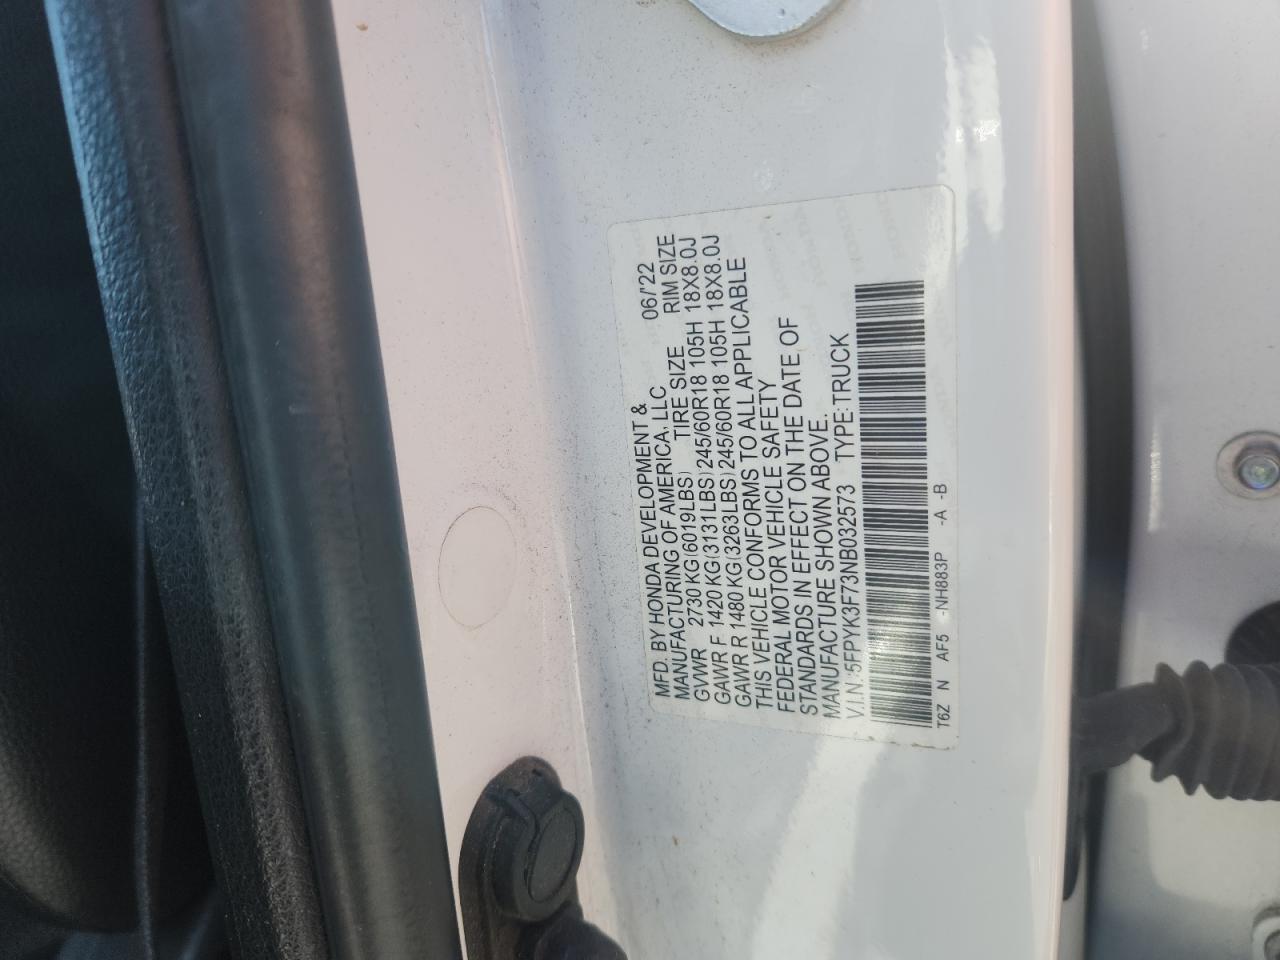 MFD. BY HONDA DEVELOPMENT &
MANUFACTURING OF AMERICA, LLC 06/'22
GVWR 2730 KG(6019LBS) TIRE SIZE RIM SIZE
GAWR F 1420 KG(3131LBS)245/60R18 105H 18X8.0J
GAWR R 1480 KG(3263LBS)245/60R18 105H 18X8.0J
THIS VEHICLE CONFORMS TO ALL APPLICABLE
FEDERAL MOTOR VEHICLE SAFETY
STANDARDS IN EFFECT ON THE DATE OF
MANUFACTURE SHOWN ABOVE.
V.I.N.:5FPYK3F73NB032573 TYPE:TRUCK
T6Z N AF5 -NH883P -A -B